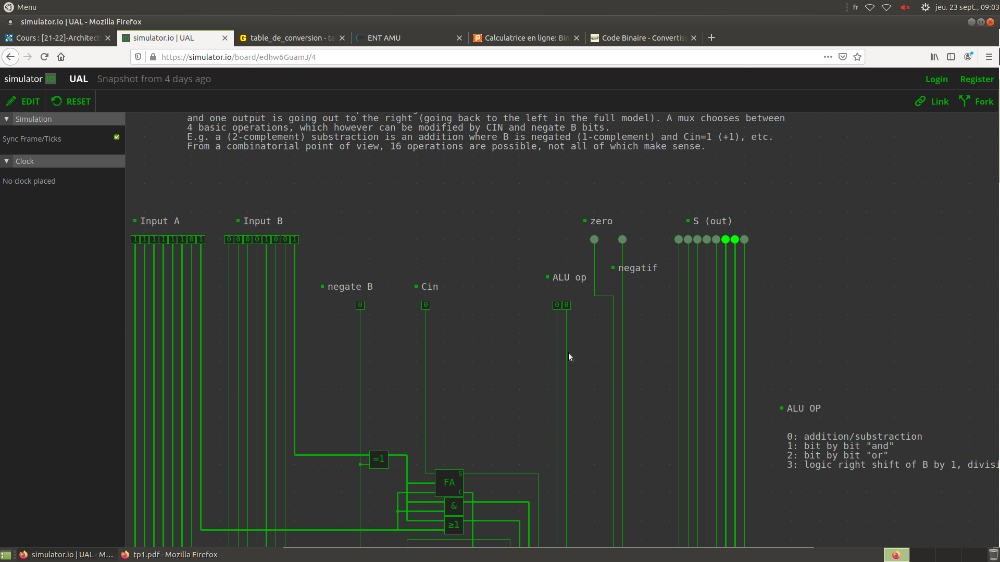 Menu
fr
jeu. 23 sept., 09:03
simulator.io | UAL - Mozilla Firefox
Cours : [21-22]-Architect
simulator.io | UAL
table_de_conversion - ta
ENT AMU
Calculatrice en ligne: Bin
Code Binaire - Convertis
https://simulator.io/board/edhw6GuamJ/4
simulator IO
UAL
Snapshot from 4 days ago
Login
Register
EDIT
RESET
Link
Fork
Simulation
Sync Frame/Ticks
Clock
No clock placed
and one output is going out to the right (going back to the left in the full model). A mux chooses between
4 basic operations, which however can be modified by CIN and negate B bits.
E.g. a (2-complement) substraction is an addition where B is negated (1-complement) and Cin=1 (+1), etc.
From a combinatorial point of view, 16 operations are possible, not all of which make sense.
Input A
Input B
zero
S (out)
1 1 1 1 1 1 0 1
0 0 0 0 1 0 0 1
negatif
ALU op
negate B
Cin
0
0
0 0
ALU OP
0: addition/substraction
1: bit by bit "and"
2: bit by bit "or"
3: logic right shift of B by 1, divisi
=1
S
FA
C
&
≥1
simulator.io | UAL - M...
tp1.pdf - Mozilla Firefox